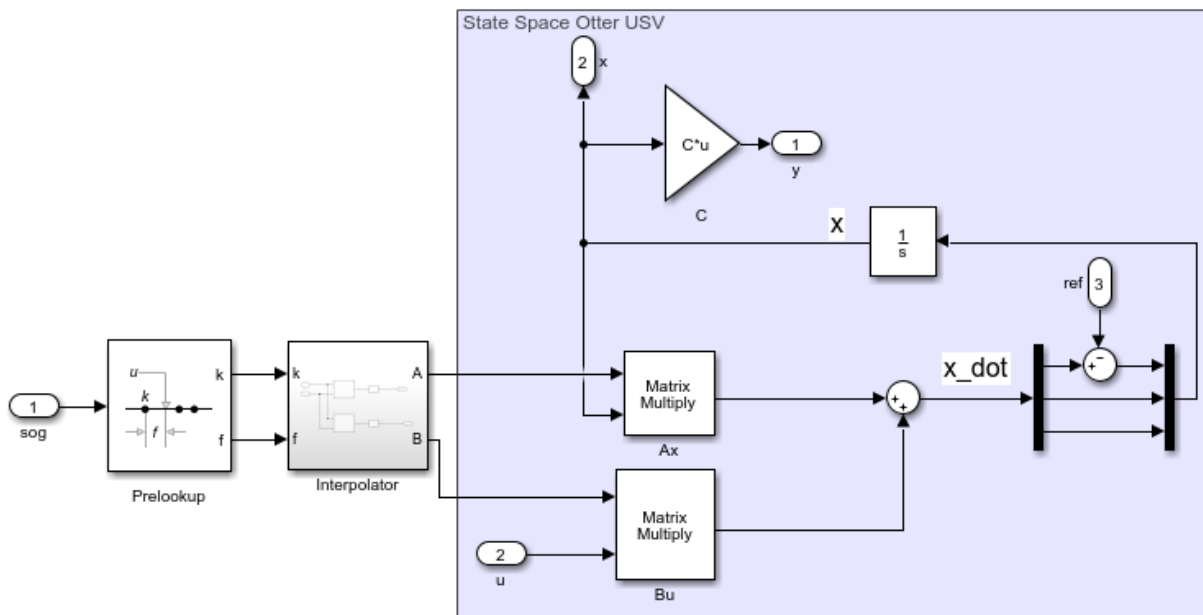 State Space Otter USV
2
x
C*u
C
1
y
x
1
s
ref
3
1
sog
u
k
f
k
f
Prelookup
k
f
A
B
Interpolator
Matrix
Multiply
Ax
2
u
Matrix
Multiply
Bu
+
+
x_dot
+
−